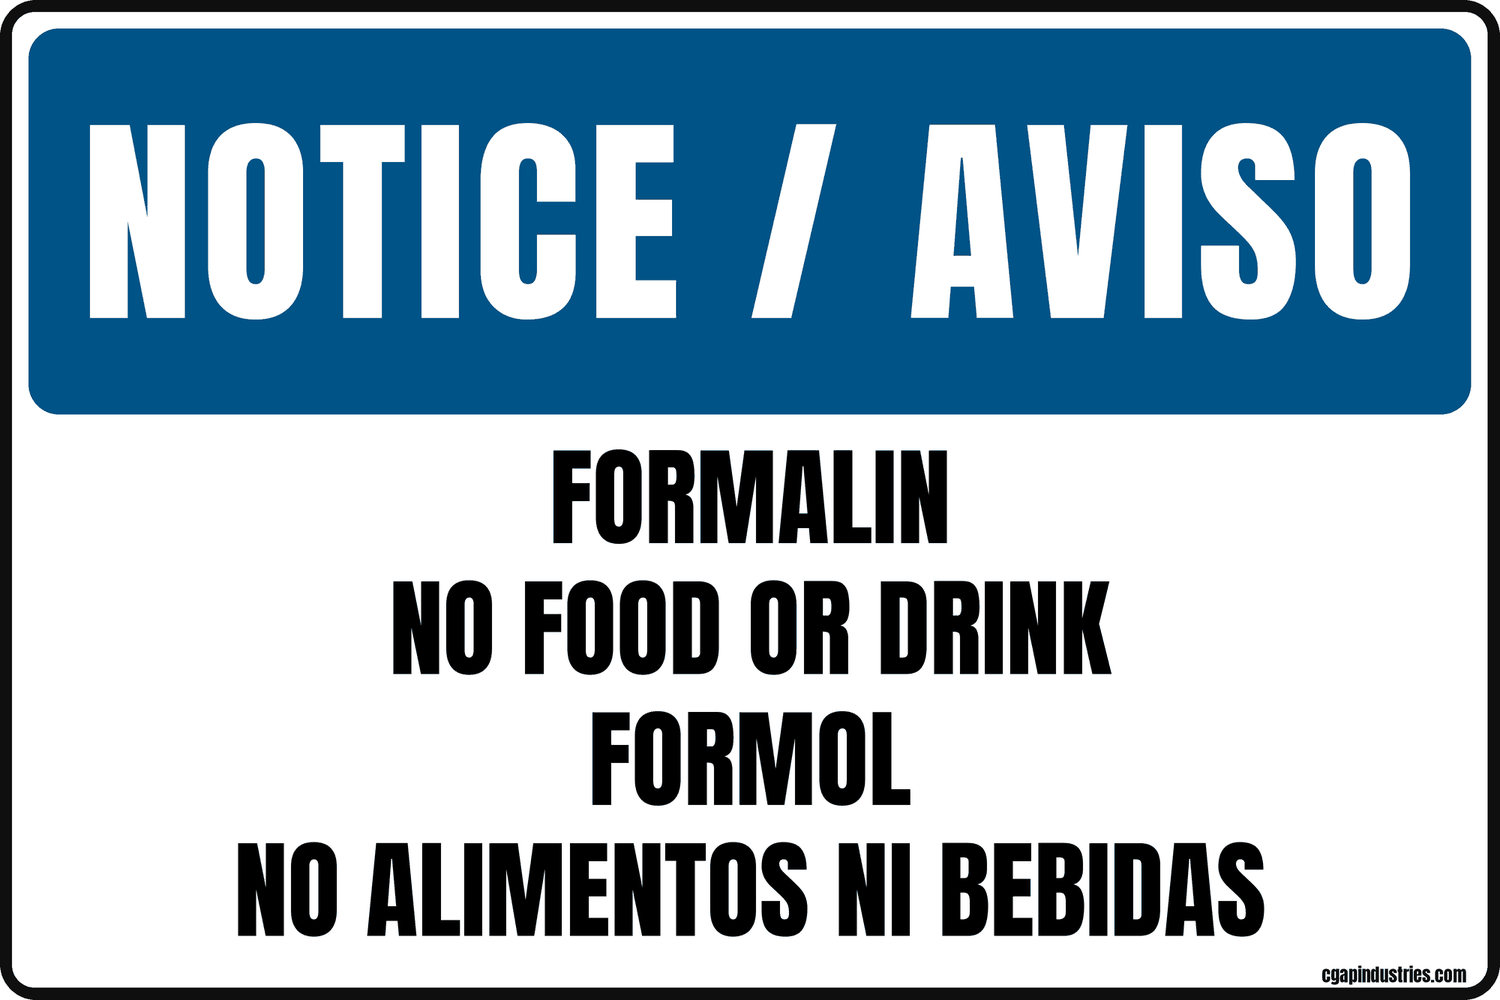 NOTICE / AVISO
FORMALIN
NO FOOD OR DRINK
FORMOL
NO ALIMENTOS NI BEBIDAS
cgapindustries.com